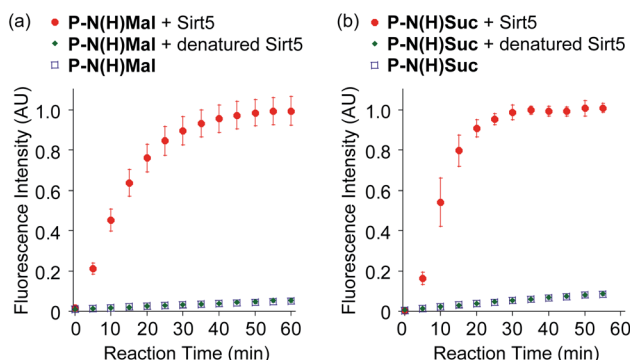 (a)
P-N(H)Mal + Sirt5
P-N(H)Mal + denatured Sirt5
P-N(H)Mal
Fluorescence Intensity (AU)
1.0
0.8
0.6
0.4
0.2
0
0 10 20 30 40 50 60
Reaction Time (min)
(b)
P-N(H)Suc + Sirt5
P-N(H)Suc + denatured Sirt5
P-N(H)Suc
Fluorescence Intensity (AU)
1.0
0.8
0.6
0.4
0.2
0
0 10 20 30 40 50 60
Reaction Time (min)